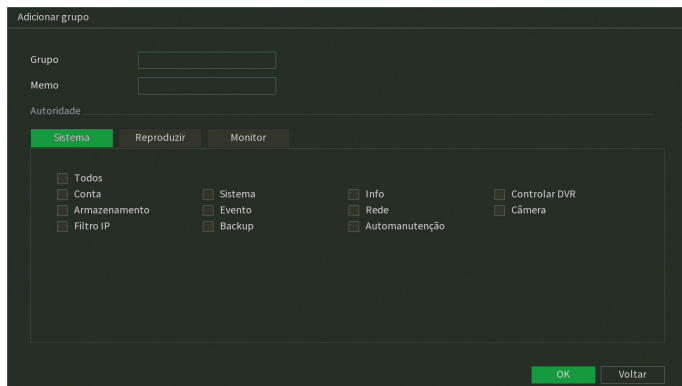 Adicionar grupo
Grupo
Memo
Autoridade
Sistema Reproduzir Monitor
Todos
Conta Sistema Info Controlar DVR
Armazenamento Evento Rede Câmera
Filtro IP Backup Automanutenção
OK Voltar